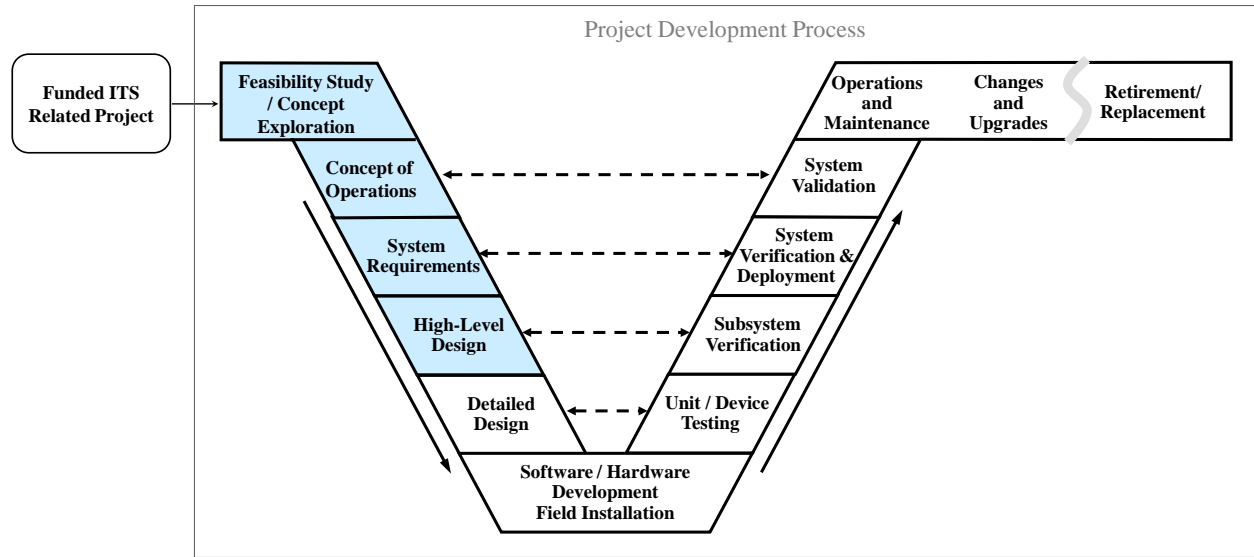 Project Development Process
Funded ITS
Related Project
Feasibility Study
/ Concept
Exploration
Concept of
Operations
System
Requirements
High-Level
Design
Detailed
Design
Software / Hardware
Development
Field Installation
Unit / Device
Testing
Subsystem
Verification
System
Verification &
Deployment
System
Validation
Operations
and
Maintenance
Changes
and
Upgrades
Retirement/
Replacement